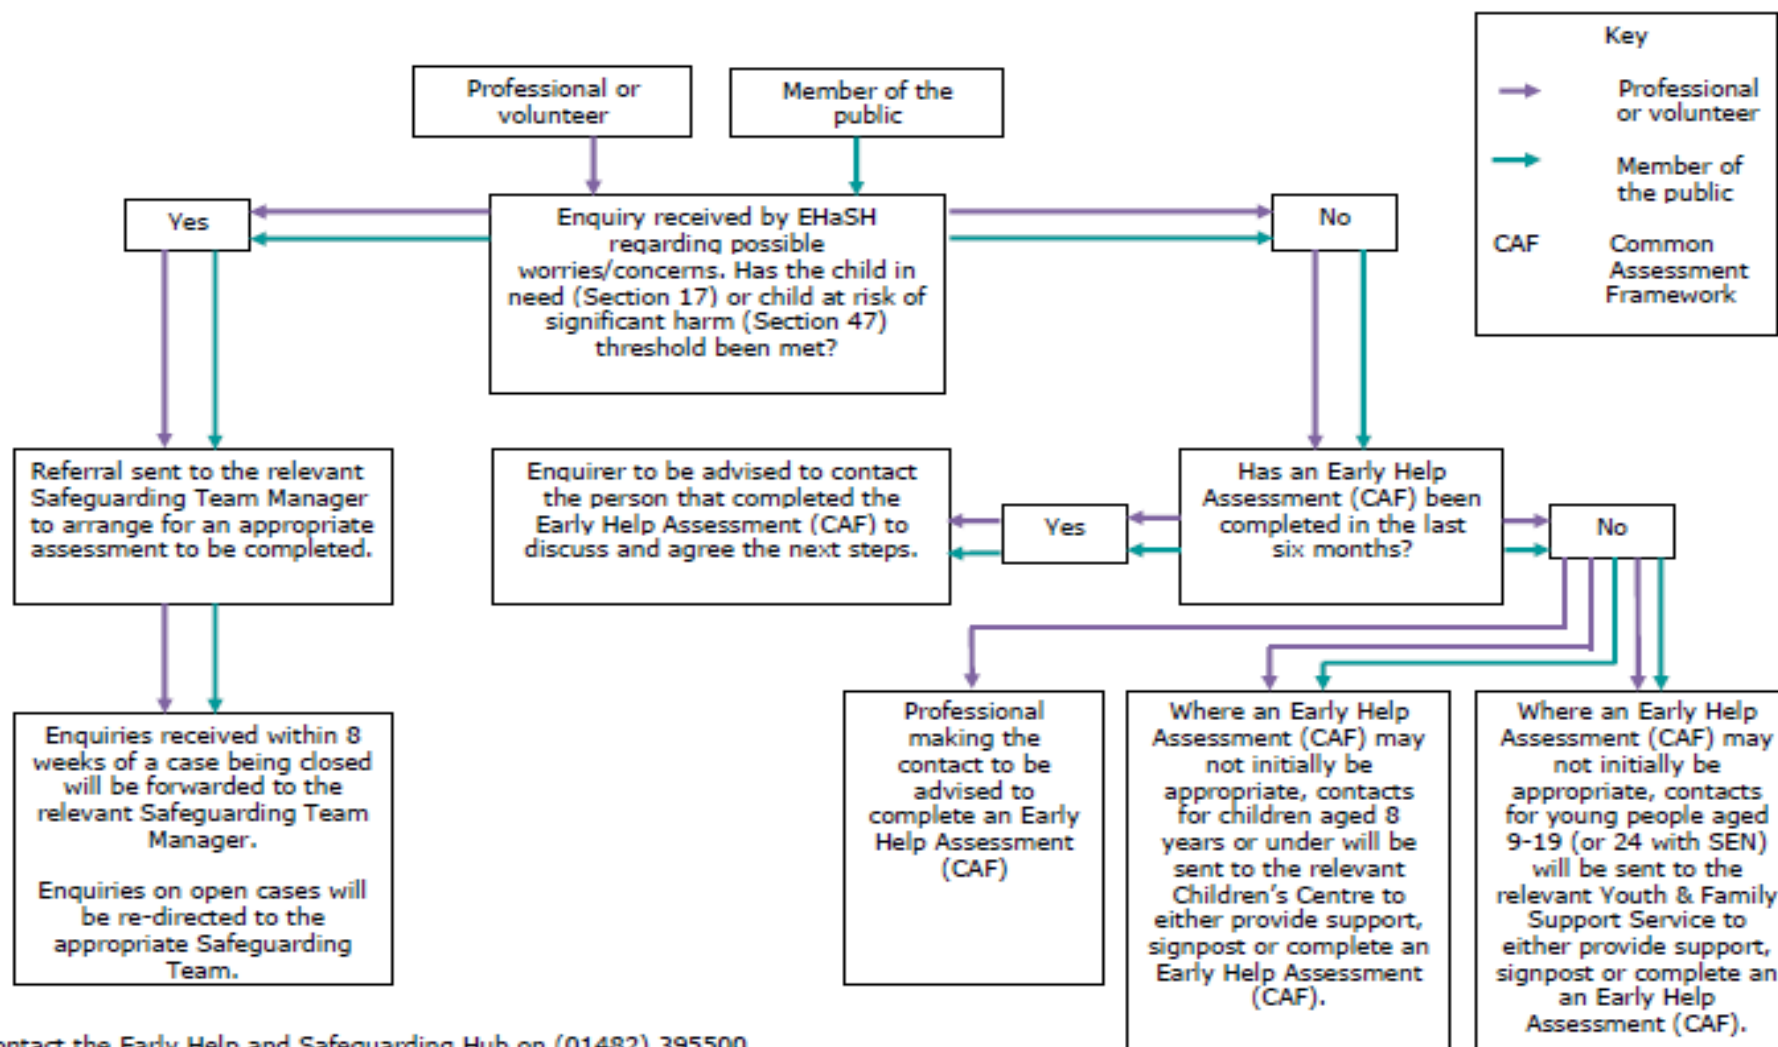 Key
Professional
or volunteer
Member of
the public
CAF Common
Assessment
Framework
Professional or
volunteer
Member of the
public
Yes
Enquiry received by EHaSH
regarding possible
worries/concerns. Has the child in
need (Section 17) or child at risk of
significant harm (Section 47)
threshold been met?
No
Referral sent to the relevant
Safeguarding Team Manager
to arrange for an appropriate
assessment to be completed.
Enquirer to be advised to contact
the person that completed the
Early Help Assessment (CAF) to
discuss and agree the next steps.
Yes
Has an Early Help
Assessment (CAF) been
completed in the last
six months?
No
Enquiries received within 8
weeks of a case being closed
will be forwarded to the
relevant Safeguarding Team
Manager.
Enquiries on open cases will
be re-directed to the
appropriate Safeguarding
Team.
Professional
making the
contact to be
advised to
complete an Early
Help Assessment
(CAF)
Where an Early Help
Assessment (CAF) may
not initially be
appropriate, contacts
for children aged 8
years or under will be
sent to the relevant
Children's Centre to
either provide support,
signpost or complete an
Early Help Assessment
(CAF).
Where an Early Help
Assessment (CAF) may
not initially be
appropriate, contacts
for young people aged
9-19 (or 24 with SEN)
will be sent to the
relevant Youth & Family
Support Service to
either provide support,
signpost or complete an
an Early Help
Assessment (CAF).
the Early Help and Safeguarding Hub on (01482) 395500